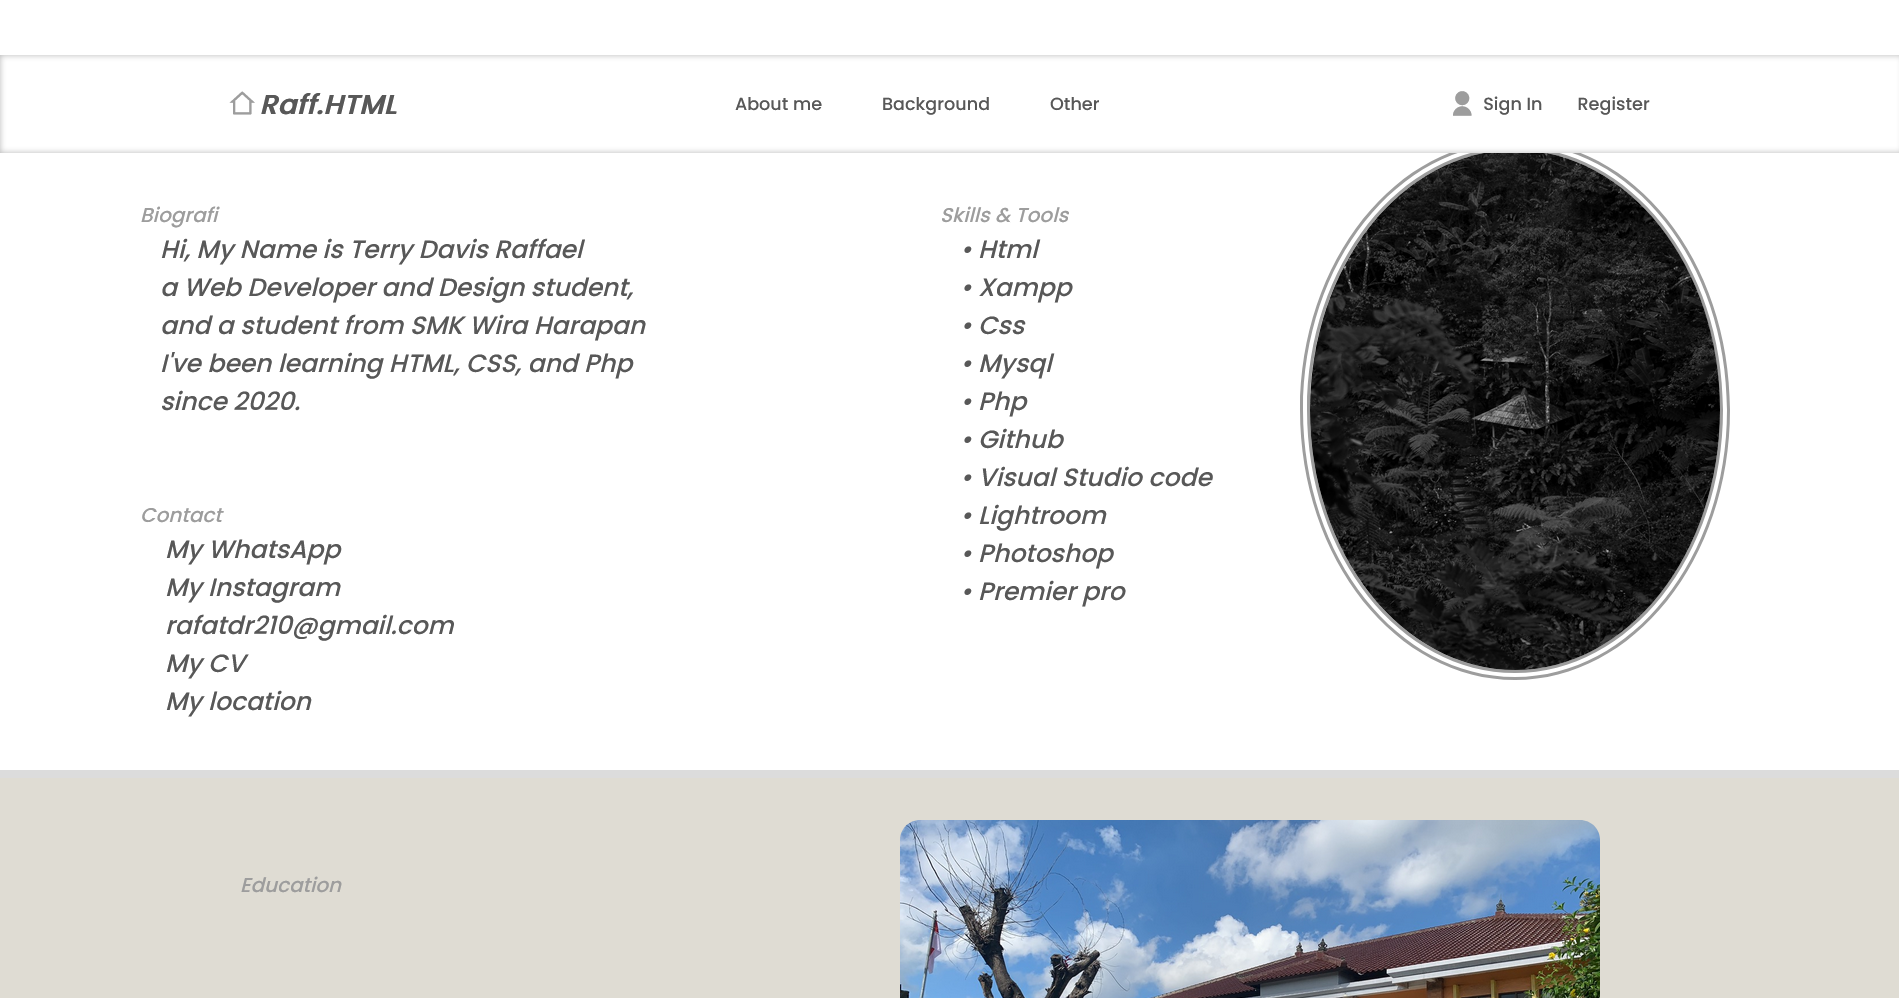 Raff.HTML
About me
Background
Other
Sign In
Register
Biografi
Hi, My Name is Terry Davis Raffael
a Web Developer and Design student,
and a student from SMK Wira Harapan
I've been learning HTML, CSS, and Php
since 2020.
Contact
My WhatsApp
My Instagram
rafatdr210@gmail.com
My CV
My location
Skills & Tools
• Html
• Xampp
• Css
• Mysql
• Php
• Github
• Visual Studio code
• Lightroom
• Photoshop
• Premier pro
Education